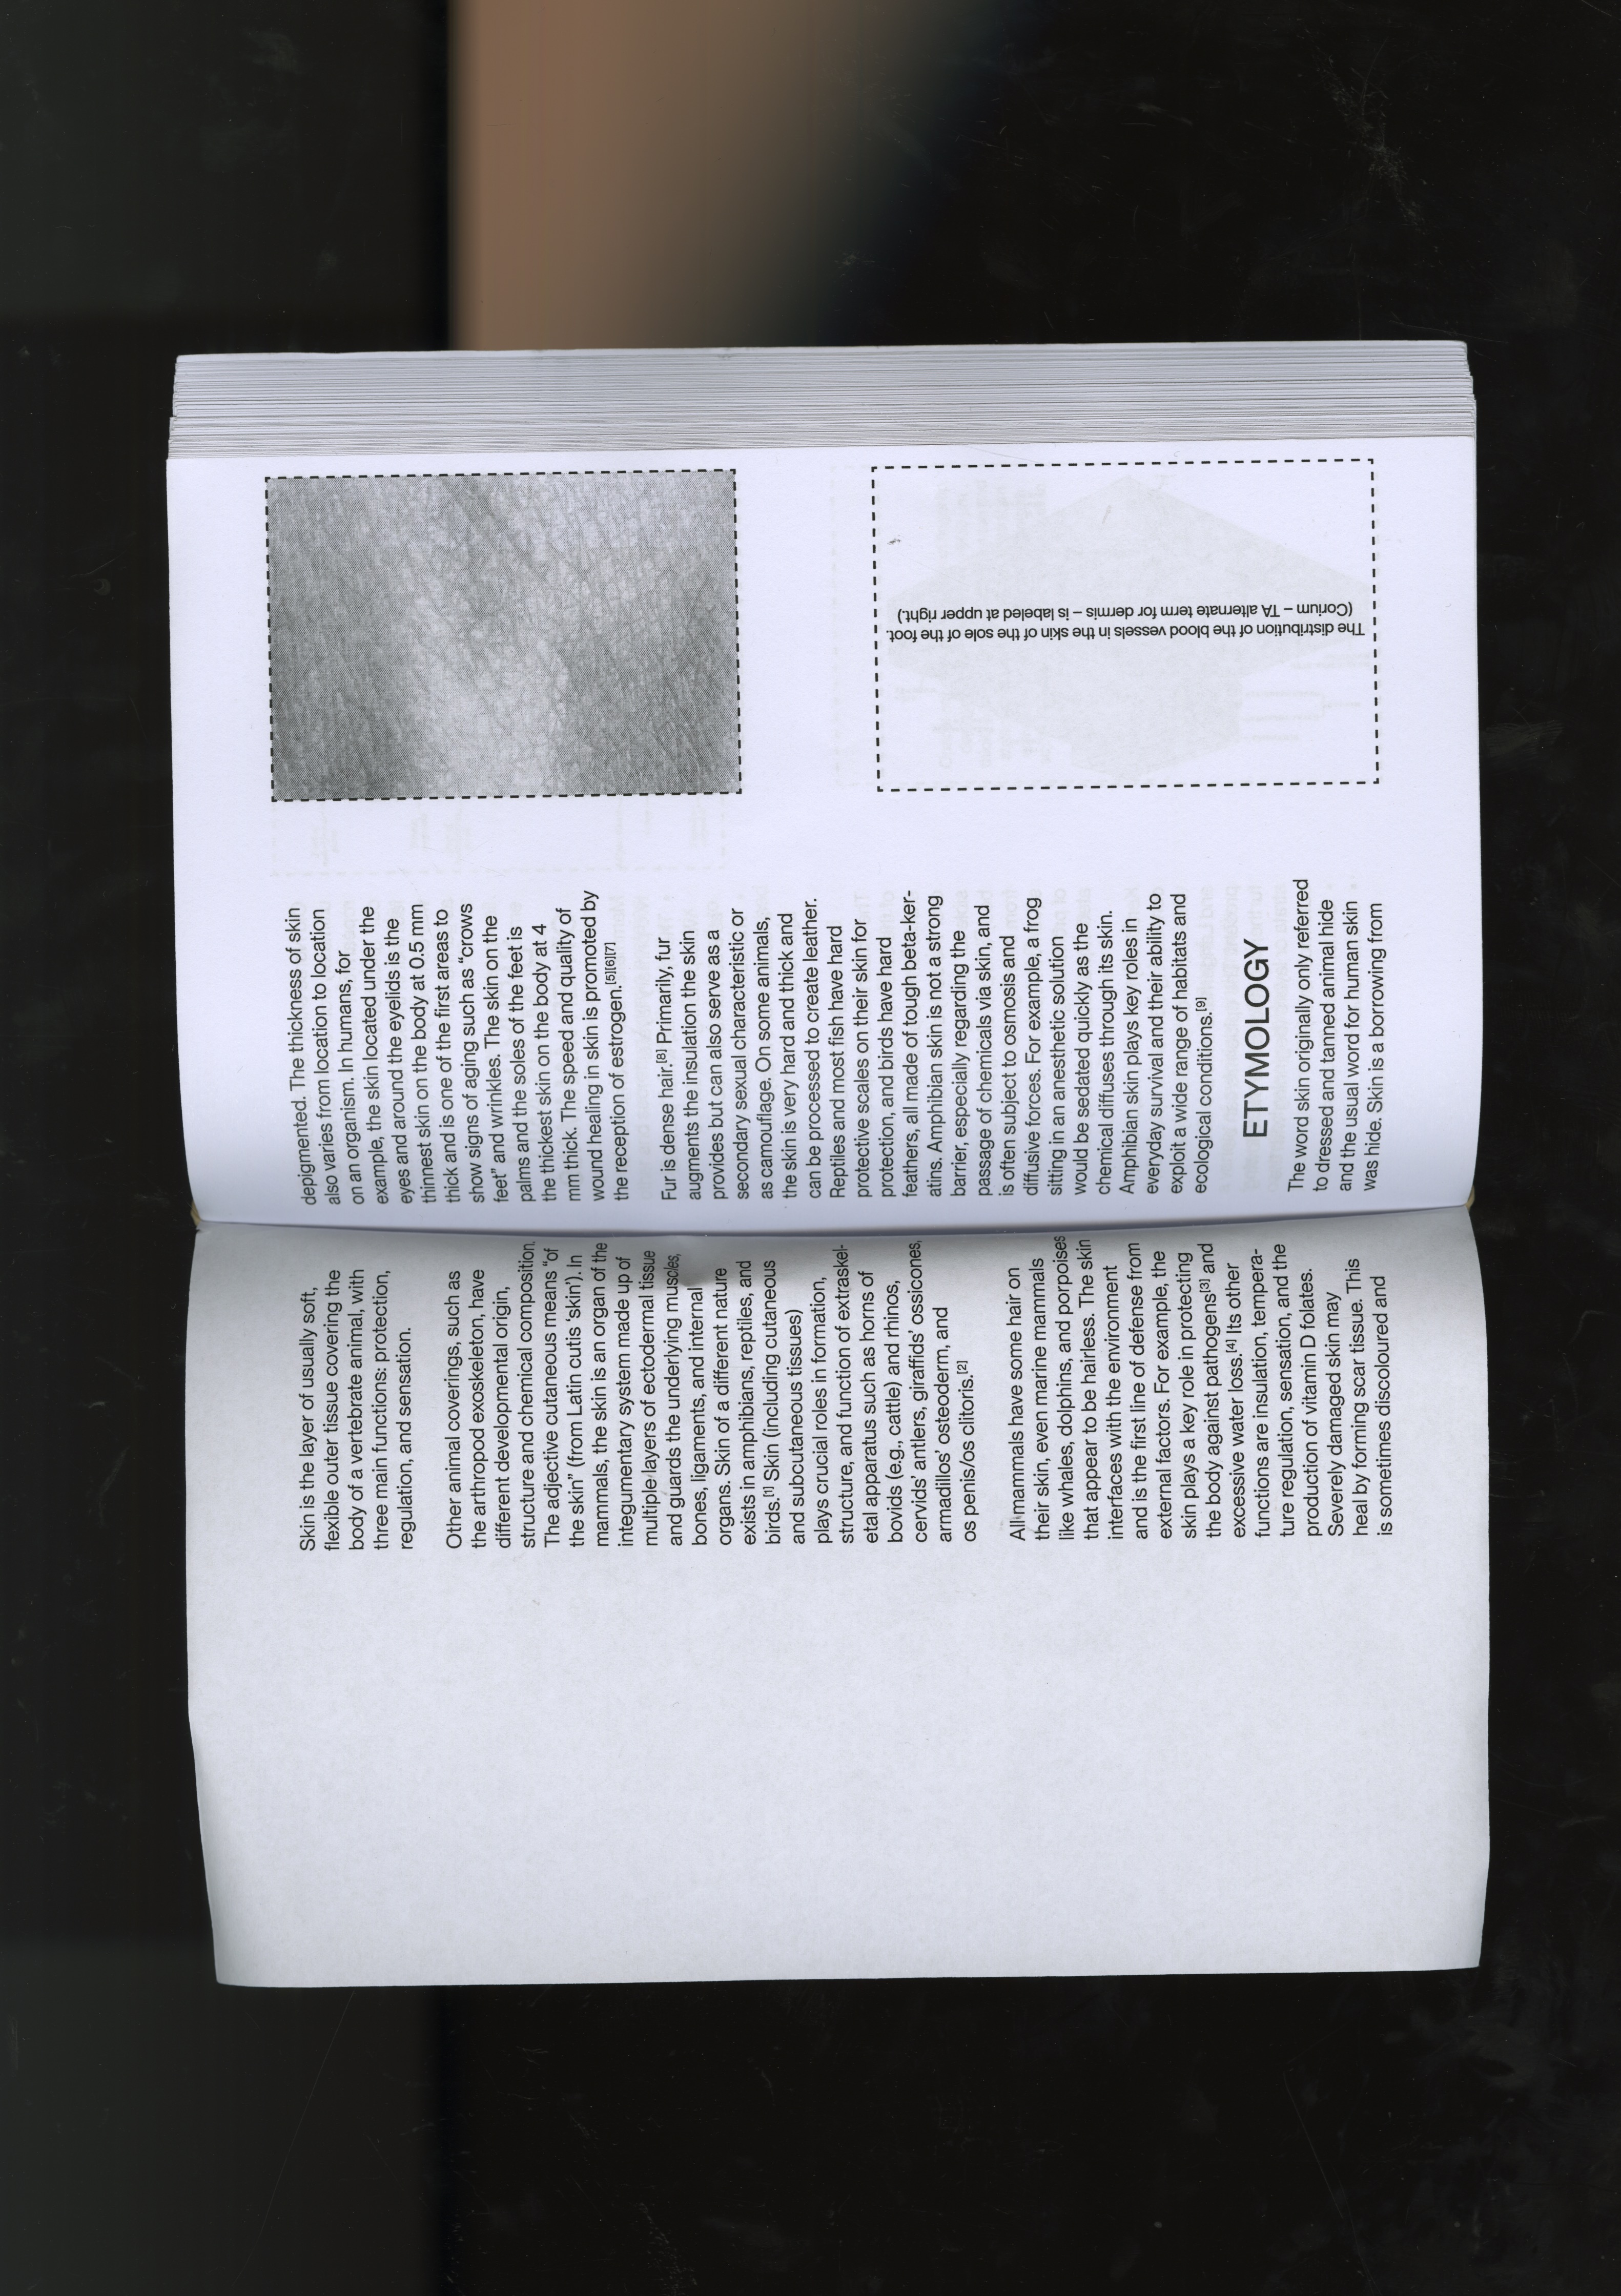 Skin is the layer of usually soft,
flexible outer tissue covering the
body of a vertebrate animal, with
three main functions: protection,
regulation, and sensation.
Other animal coverings, such as
the arthropod exoskeleton, have
different developmental origin,
structure and chemical composition.
The adjective cutaneous means “of
the skin” (from Latin cutis ‘skin’). In
mammals, the skin is an organ of the
integumentary system made up of
multiple layers of ectodermal tissue
and guards the underlying muscles,
bones, ligaments, and internal
organs. Skin of a different nature
exists in amphibians, reptiles, and
birds.[1] Skin (including cutaneous
and subcutaneous tissues)
plays crucial roles in formation,
structure, and function of extraskel-
etal apparatus such as horns of
bovids (e.g., cattle) and rhinos,
cervids’ antlers, giraffids’ ossicones,
armadillos’ osteoderm, and
os penis/os clitoris.[2]
All mammals have some hair on
their skin, even marine mammals
like whales, dolphins, and porpoises
that appear to be hairless. The skin
interfaces with the environment
and is the first line of defense from
external factors. For example, the
skin plays a key role in protecting
the body against pathogens[3] and
excessive water loss.[4] Its other
functions are insulation, tempera-
ture regulation, sensation, and the
production of vitamin D folates.
Severely damaged skin may
heal by forming scar tissue. This
is sometimes discoloured and
depigmented. The thickness of skin
also varies from location to location
on an organism. In humans, for
example, the skin located under the
eyes and around the eyelids is the
thinnest skin on the body at 0.5 mm
thick and is one of the first areas to
show signs of aging such as “crows
feet” and wrinkles. The skin on the
palms and the soles of the feet is
the thickest skin on the body at 4
mm thick. The speed and quality of
wound healing in skin is promoted by
the reception of estrogen.[5][6][7]
Fur is dense hair.[8] Primarily, fur
augments the insulation the skin
provides but can also serve as a
secondary sexual characteristic or
as camouflage. On some animals,
the skin is very hard and thick and
can be processed to create leather.
Reptiles and most fish have hard
protective scales on their skin for
protection, and birds have hard
feathers, all made of tough beta-ker-
atins. Amphibian skin is not a strong
barrier, especially regarding the
passage of chemicals via skin, and
is often subject to osmosis and
diffusive forces. For example, a frog
sitting in an anesthetic solution
would be sedated quickly as the
chemical diffuses through its skin.
Amphibian skin plays key roles in
everyday survival and their ability to
exploit a wide range of habitats and
ecological conditions.[9]
ETYMOLOGY
The word skin originally only referred
to dressed and tanned animal hide
and the usual word for human skin
was hide. Skin is a borrowing from
The distribution of the blood vessels in the skin of the sole of the foot.
(Corium – TA alternate term for dermis – is labeled at upper right.)